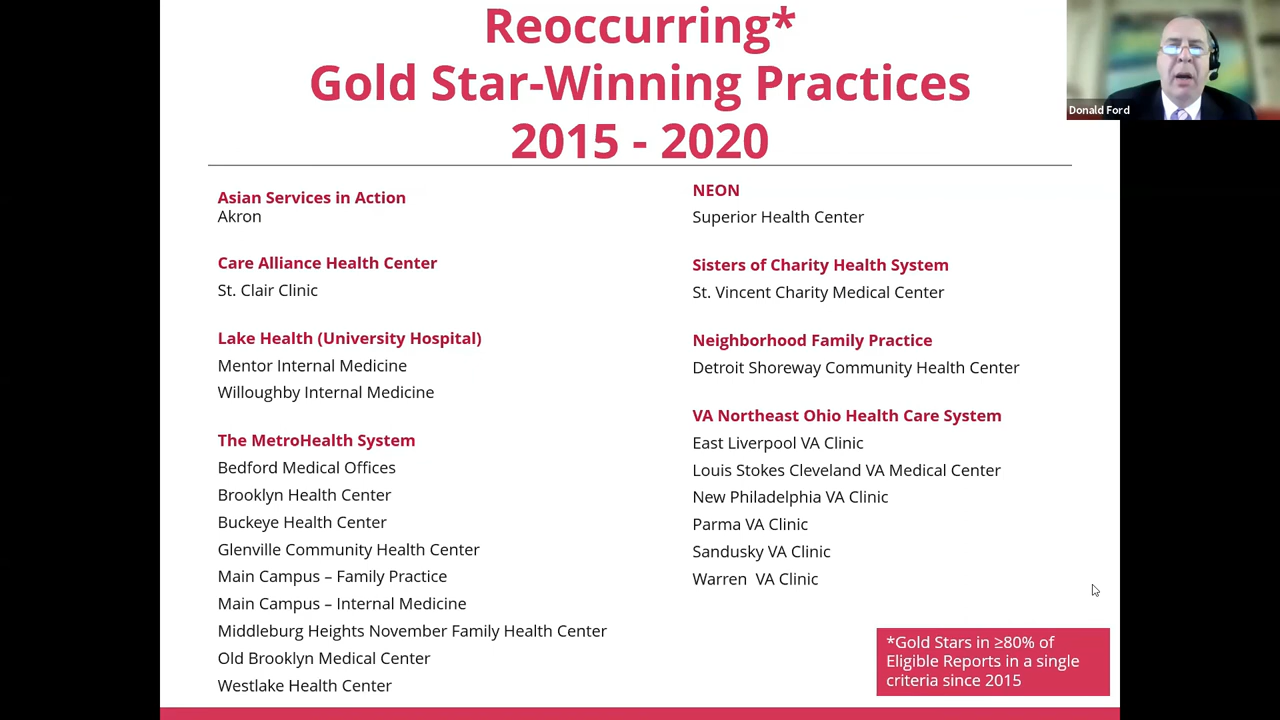 Reoccurring*
Gold Star-Winning Practices
2015 - 2020
Donald Ford
Asian Services in Action
Akron
Care Alliance Health Center
St. Clair Clinic
Lake Health (University Hospital)
Mentor Internal Medicine
Willoughby Internal Medicine
The MetroHealth System
Bedford Medical Offices
Brooklyn Health Center
Buckeye Health Center
Glenville Community Health Center
Main Campus – Family Practice
Main Campus – Internal Medicine
Middleburg Heights November Family Health Center
Old Brooklyn Medical Center
Westlake Health Center
NEON
Superior Health Center
Sisters of Charity Health System
St. Vincent Charity Medical Center
Neighborhood Family Practice
Detroit Shoreway Community Health Center
VA Northeast Ohio Health Care System
East Liverpool VA Clinic
Louis Stokes Cleveland VA Medical Center
New Philadelphia VA Clinic
Parma VA Clinic
Sandusky VA Clinic
Warren  VA Clinic
*Gold Stars in ≥80% of
Eligible Reports in a single
criteria since 2015